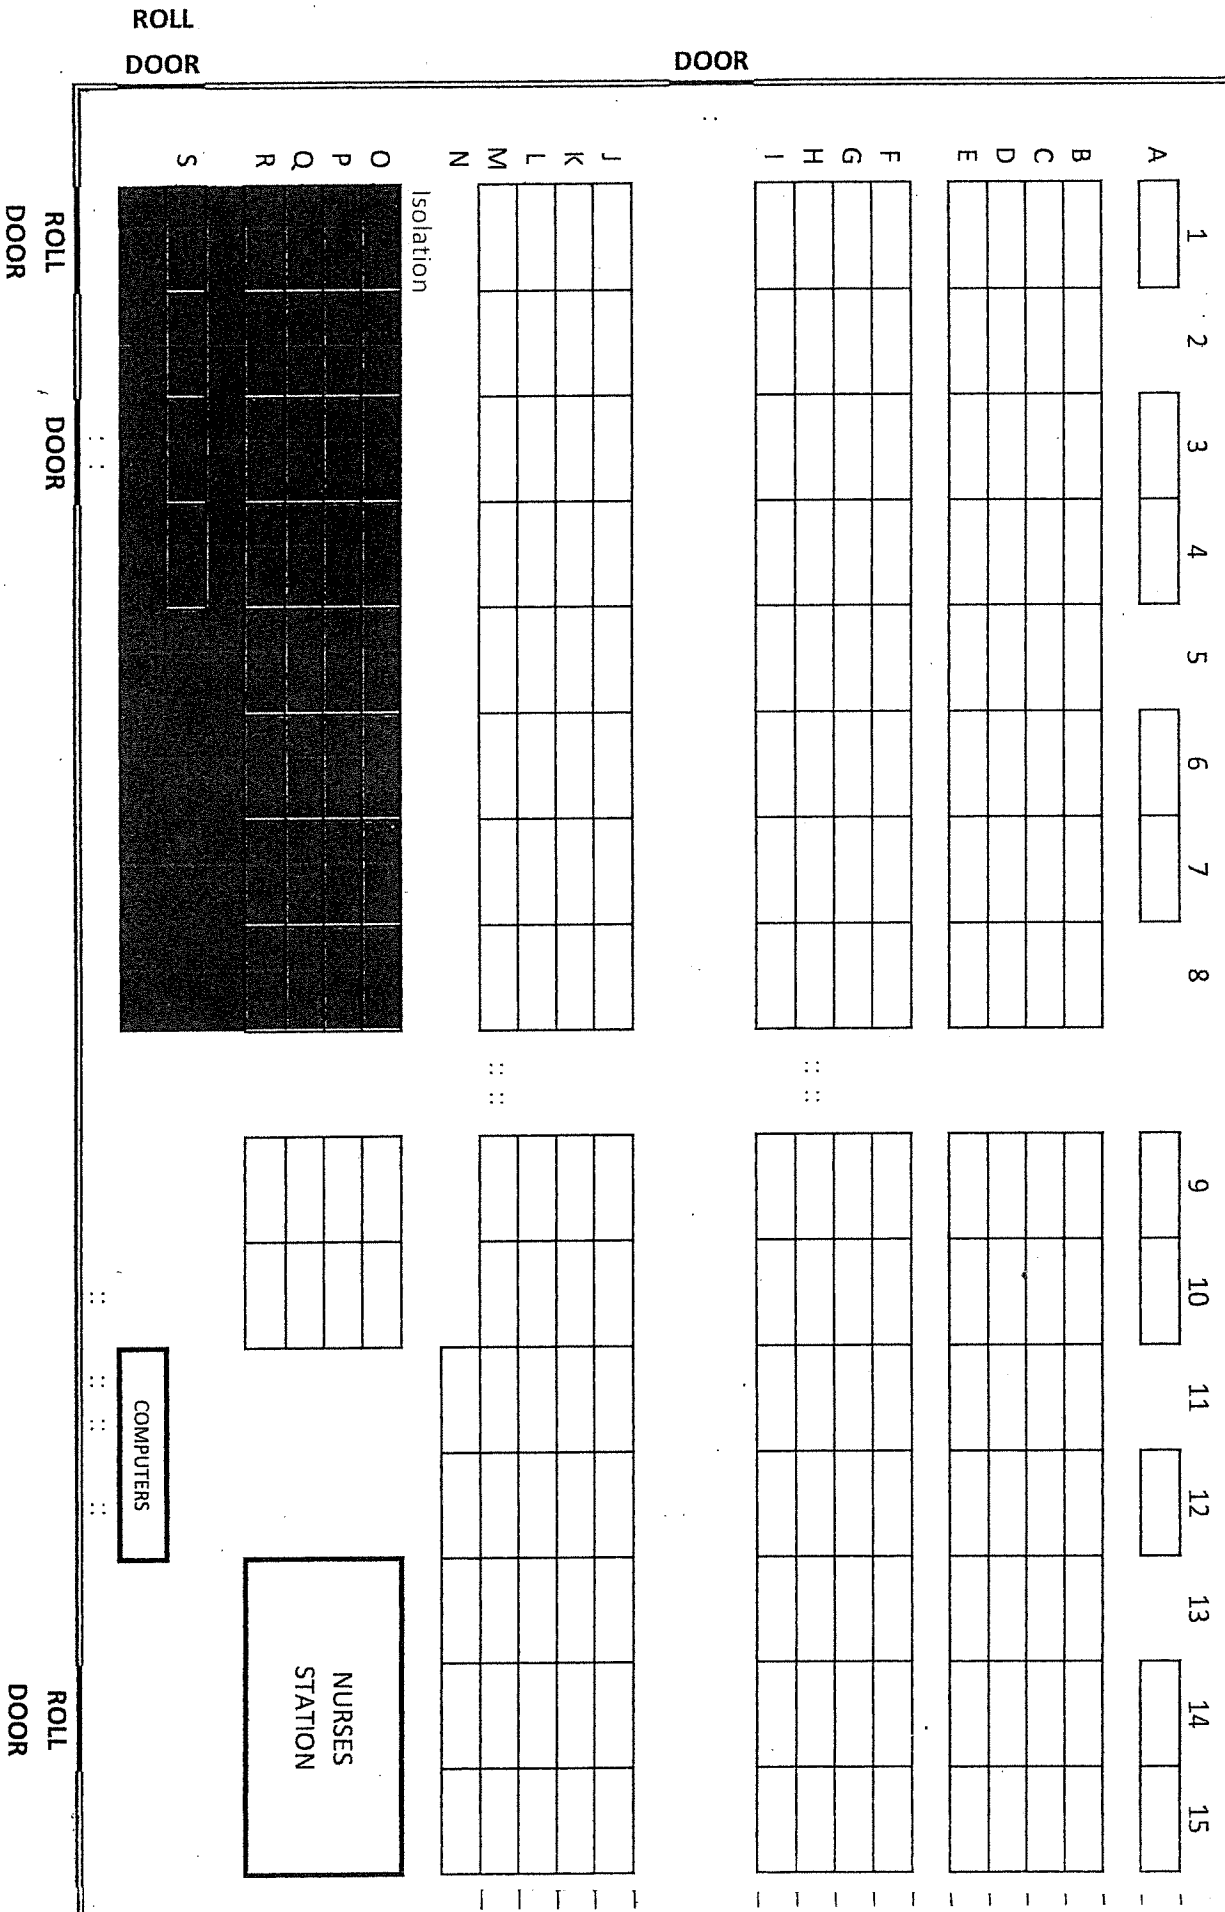 ROLL
DOOR
DOOR
A
B
C
D
E
F
G
H
I
J
K
L
M
N
O
P
Q
R
S
1
2
3
4
5
6
7
8
9
10
11
12
13
14
15
Isolation
ROLL
DOOR
DOOR
COMPUTERS
NURSES
STATION
ROLL
DOOR